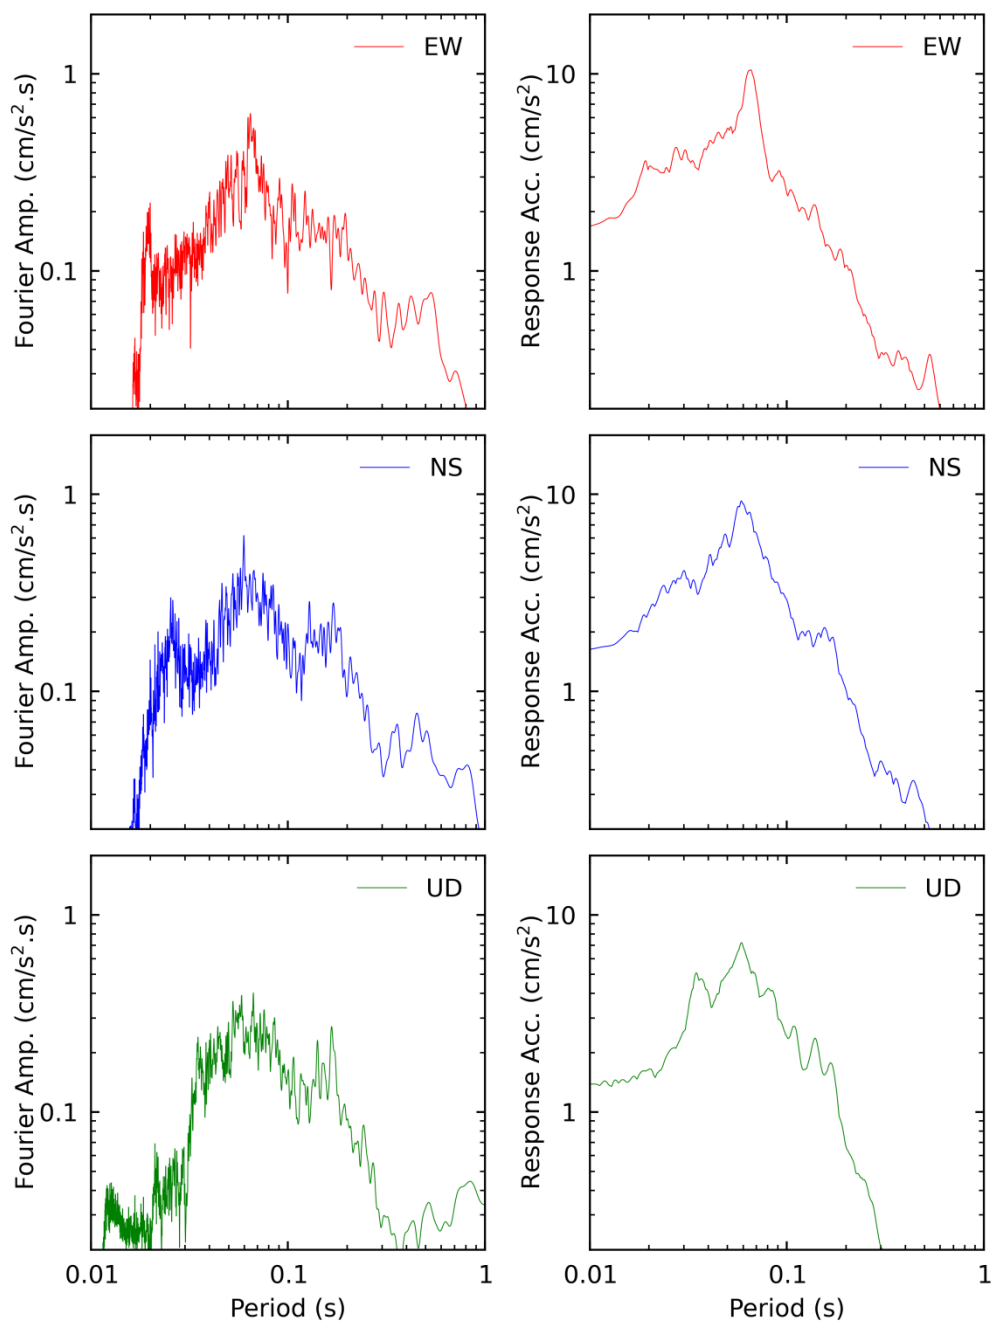 EW
1
0.1
Fourier Amp. (cm/s².s)
EW
10
1
Response Acc. (cm/s²)
NS
1
0.1
Fourier Amp. (cm/s².s)
NS
10
1
Response Acc. (cm/s²)
UD
1
0.1
Fourier Amp. (cm/s².s)
0.01 0.1 1
Period (s)
UD
10
1
Response Acc. (cm/s²)
0.01 0.1 1
Period (s)